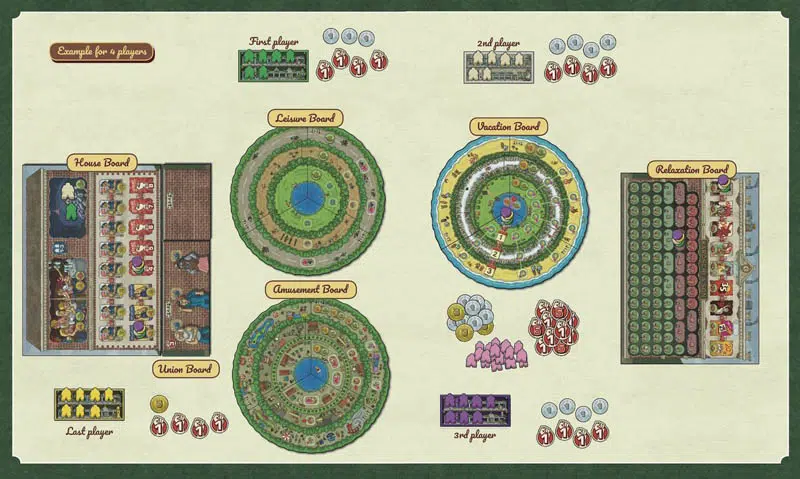 Example for 4 players
First player
2nd player
Leisure Board
Vacation Board
House Board
Relaxation Board
Amusement Board
Union Board
Last player
3rd player